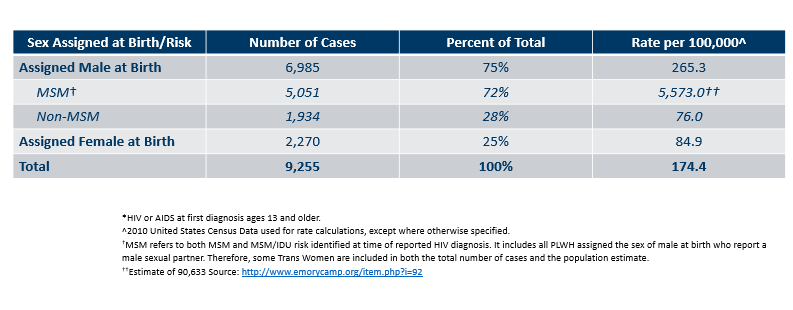 Sex Assigned at Birth/Risk Number of Cases Percent of Total Rate per 100,000^
Assigned Male at Birth 6,985 75% 265.3
MSM† 5,051 72% 5,573.0††
Non-MSM 1,934 28% 76.0
Assigned Female at Birth 2,270 25% 84.9
Total 9,255 100% 174.4
*HIV or AIDS at first diagnosis ages 13 and older.
^2010 United States Census Data used for rate calculations, except where otherwise specified.
†MSM refers to both MSM and MSM/IDU risk identified at time of reported HIV diagnosis. It includes all PLWH assigned the sex of male at birth who report a
male sexual partner. Therefore, some Trans Women are included in both the total number of cases and the population estimate.
††Estimate of 90,633 Source: http://www.emorycamp.org/item.php?i=92